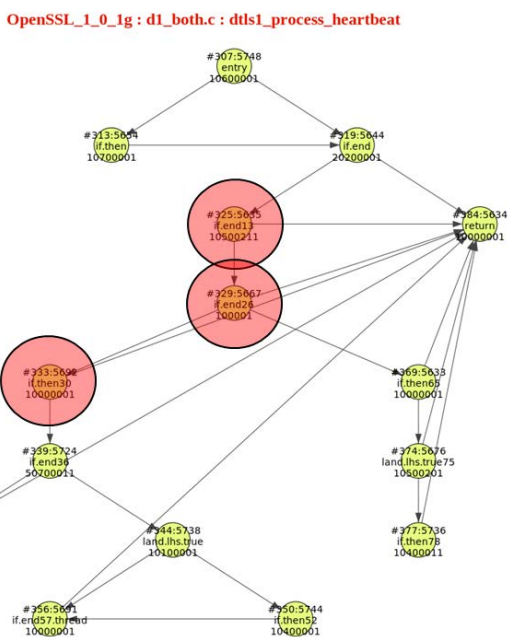 OpenSSL_1_0_1g : d1_both.c : dtls1_process_heartbeat
#307:5748
entry
10600001
#313:5654
if.then
10700001
#319:5644
if.end
20200001
#325:5635
if.end13
10500211
#384:5634
return
10000001
#329:5667
if.end26
100001
if.then30
10000001
#369:5633
if.then65
10000001
#339:5724
if.end36
50700011
#374:5676
land.lhs.true75
10500201
#344:5738
land.lhs.true
10100001
#377:5736
if.then78
10400011
#356:5691
if.end57.thread
10000001
#350:5744
if.then52
10400001